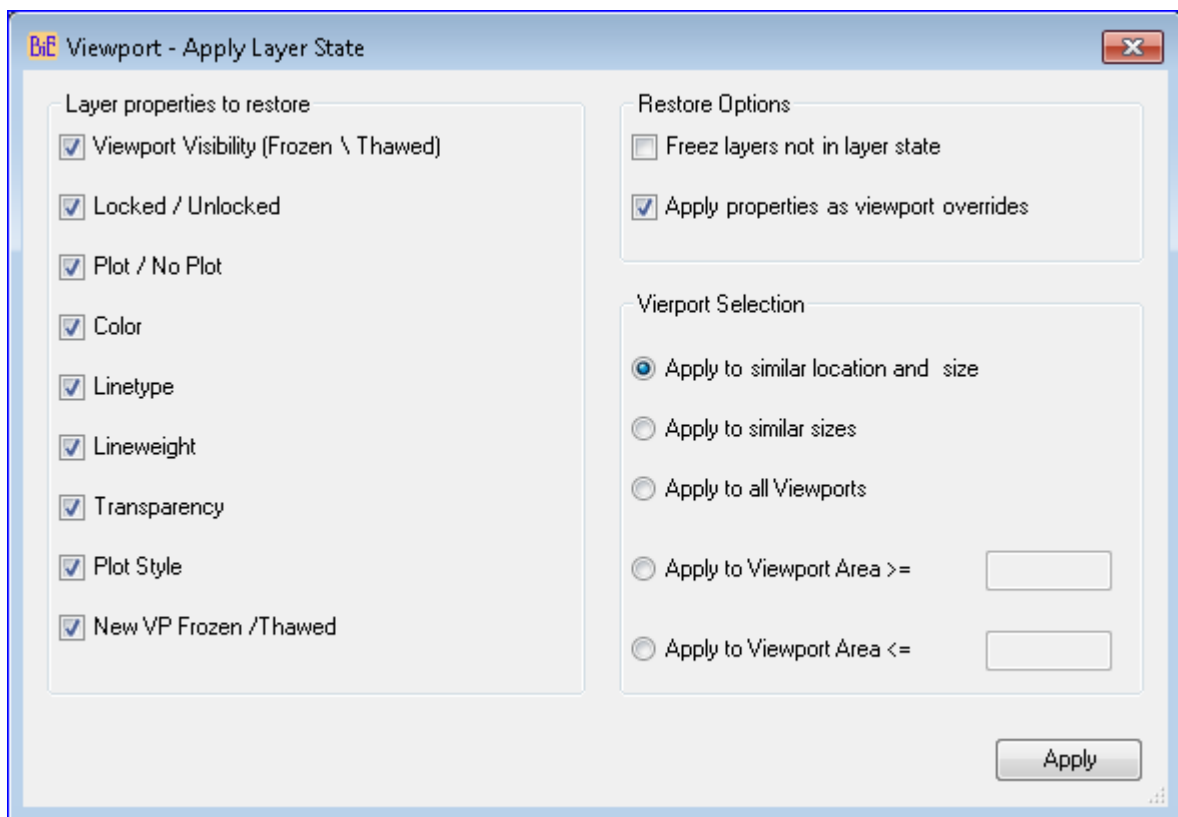 BiE Viewport - Apply Layer State
Layer properties to restore
Viewport Visibility (Frozen \ Thawed)
Locked / Unlocked
Plot / No Plot
Color
Linetype
Lineweight
Transparency
Plot Style
New VP Frozen /Thawed
Restore Options
Freez layers not in layer state
Apply properties as viewport overrides
Vierport Selection
Apply to similar location and  size
Apply to similar sizes
Apply to all Viewports
Apply to Viewport Area >=
Apply to Viewport Area <=
Apply